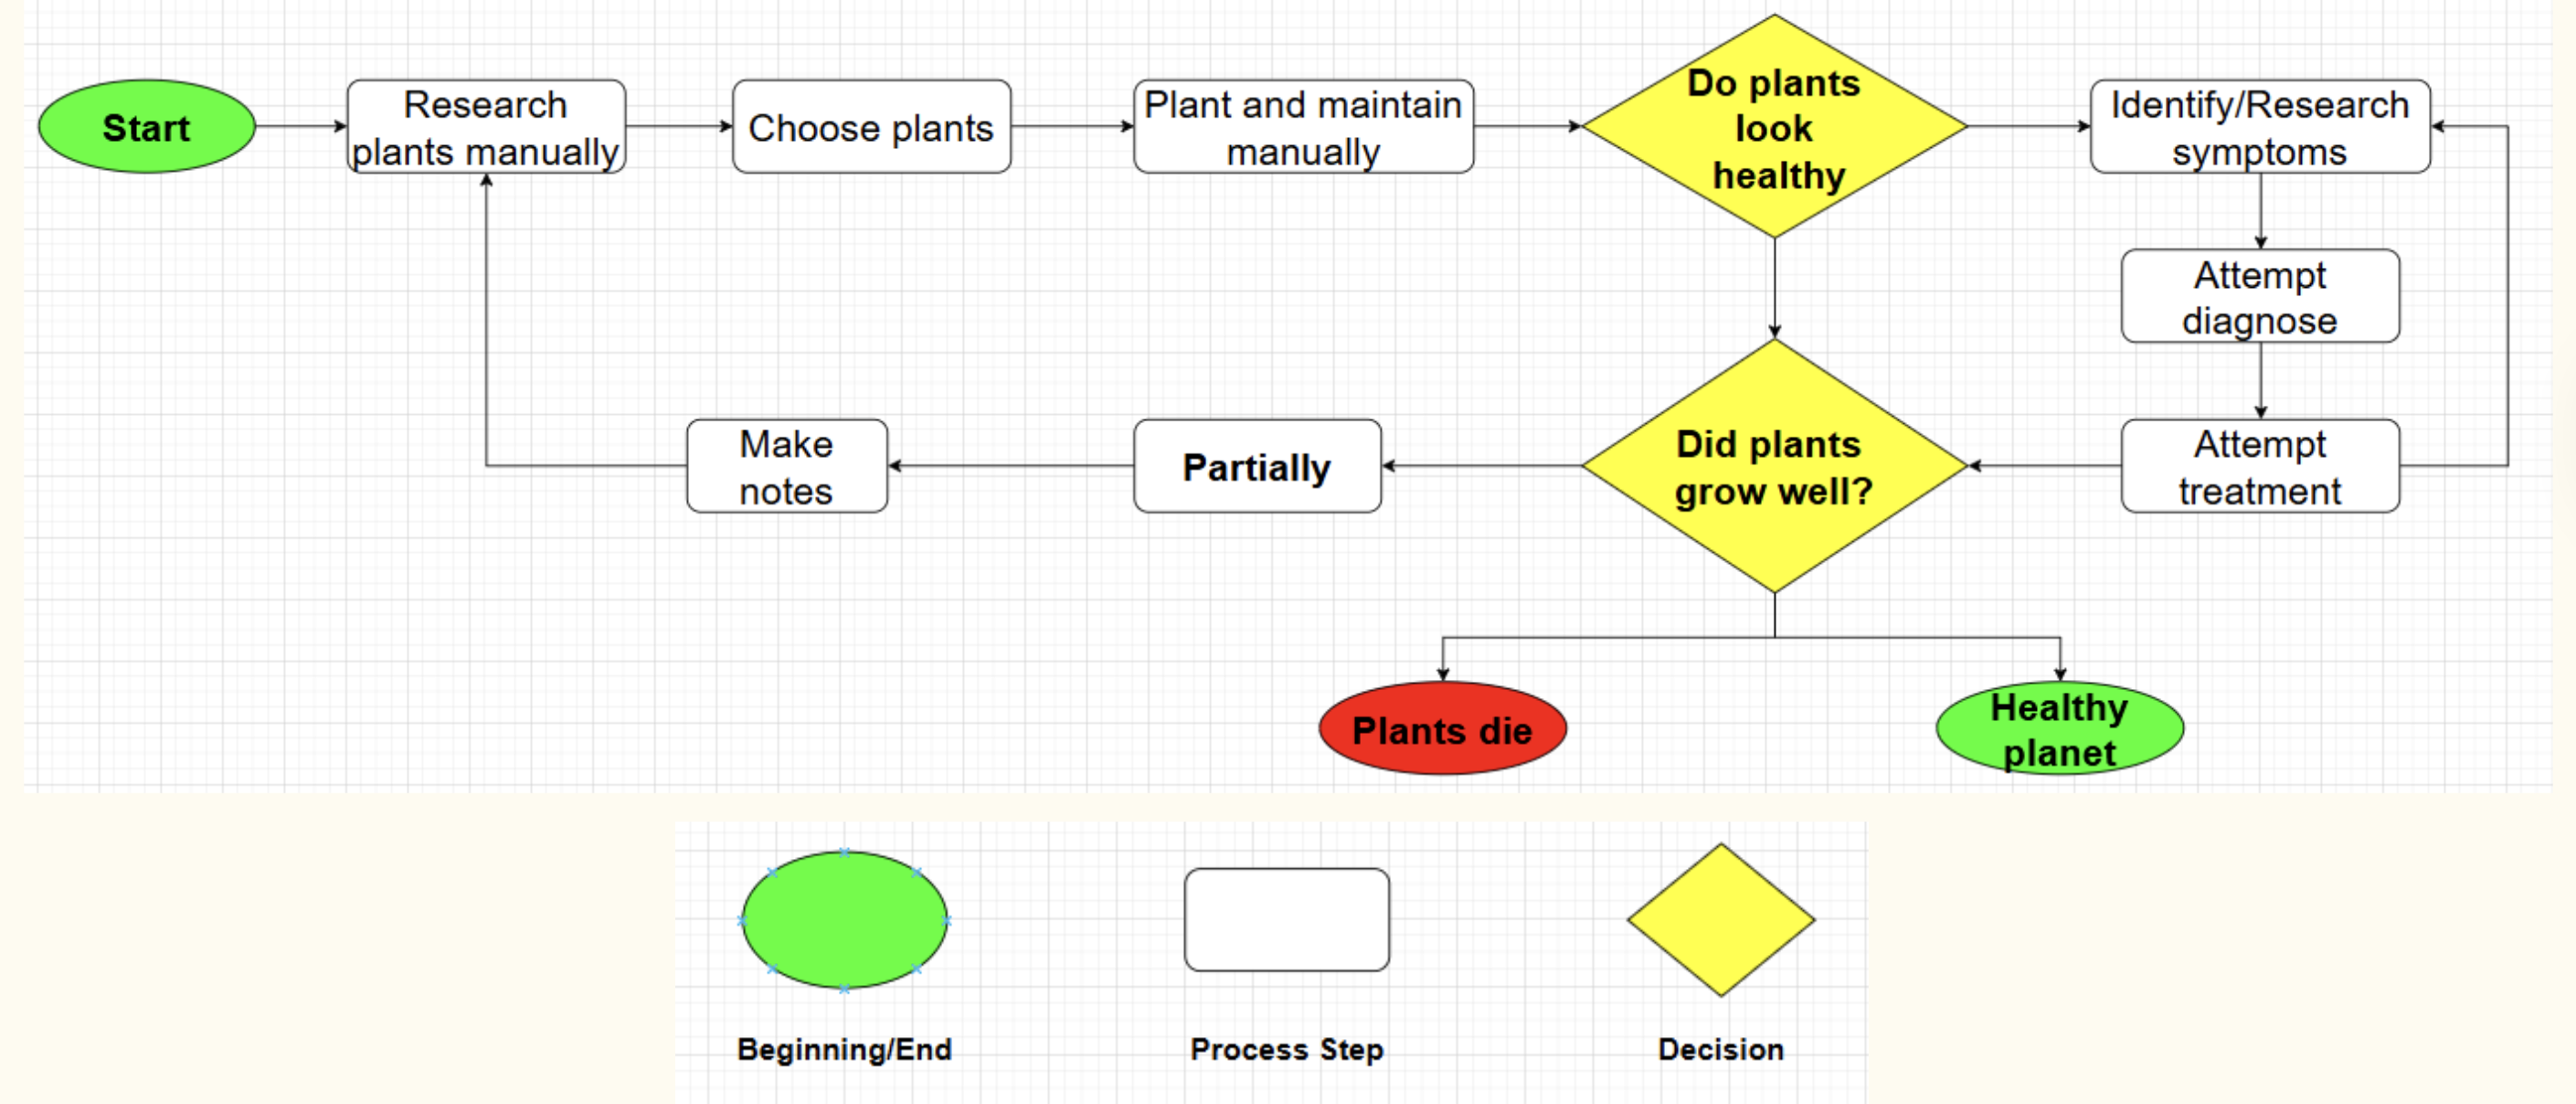 Start
Research
plants manually
Choose plants
Plant and maintain
manually
Do plants
look
healthy
Identify/Research
symptoms
Attempt
diagnose
Attempt
treatment
Did plants
grow well?
Partially
Make
notes
Plants die
Healthy
planet
Beginning/End
Process Step
Decision